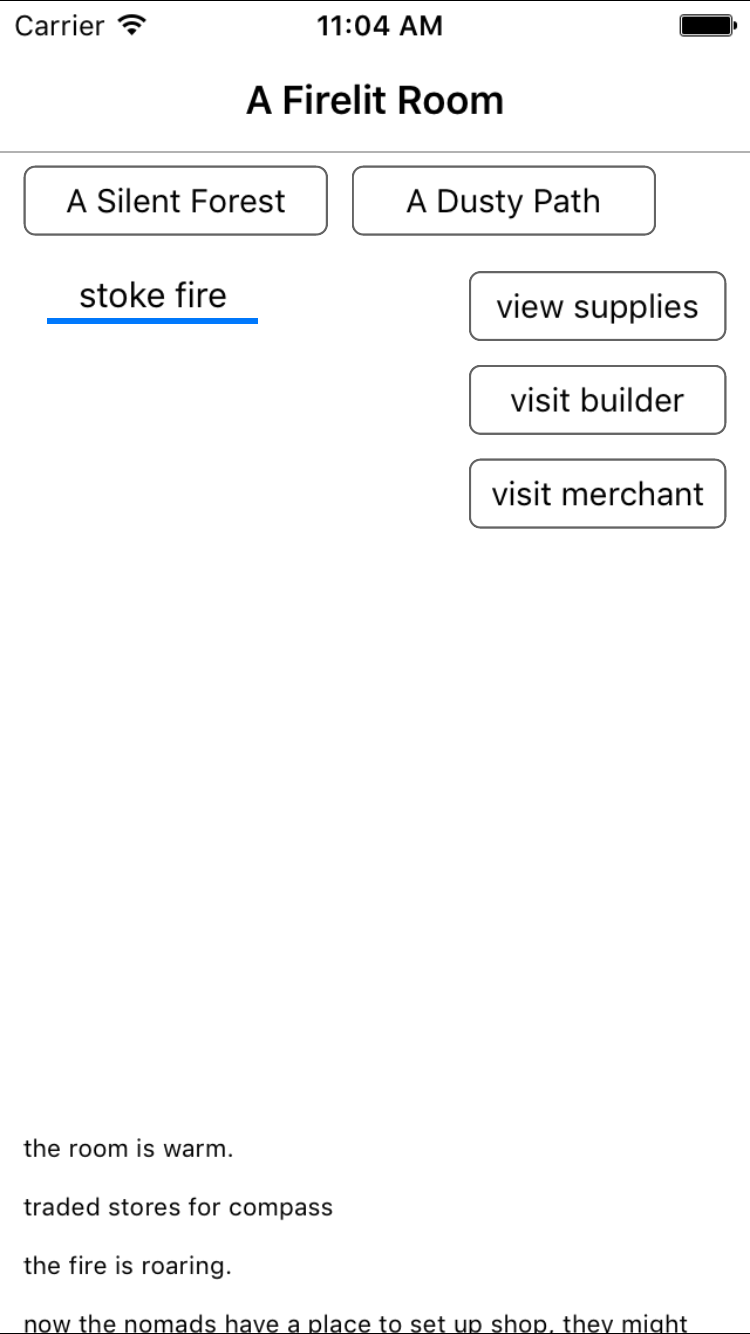 Carrier 11:04 AM
A Firelit Room
A Silent Forest A Dusty Path
stoke fire
view supplies
visit builder
visit merchant
the room is warm.
traded stores for compass
the fire is roaring.
now the nomads have a place to set up shop, they might